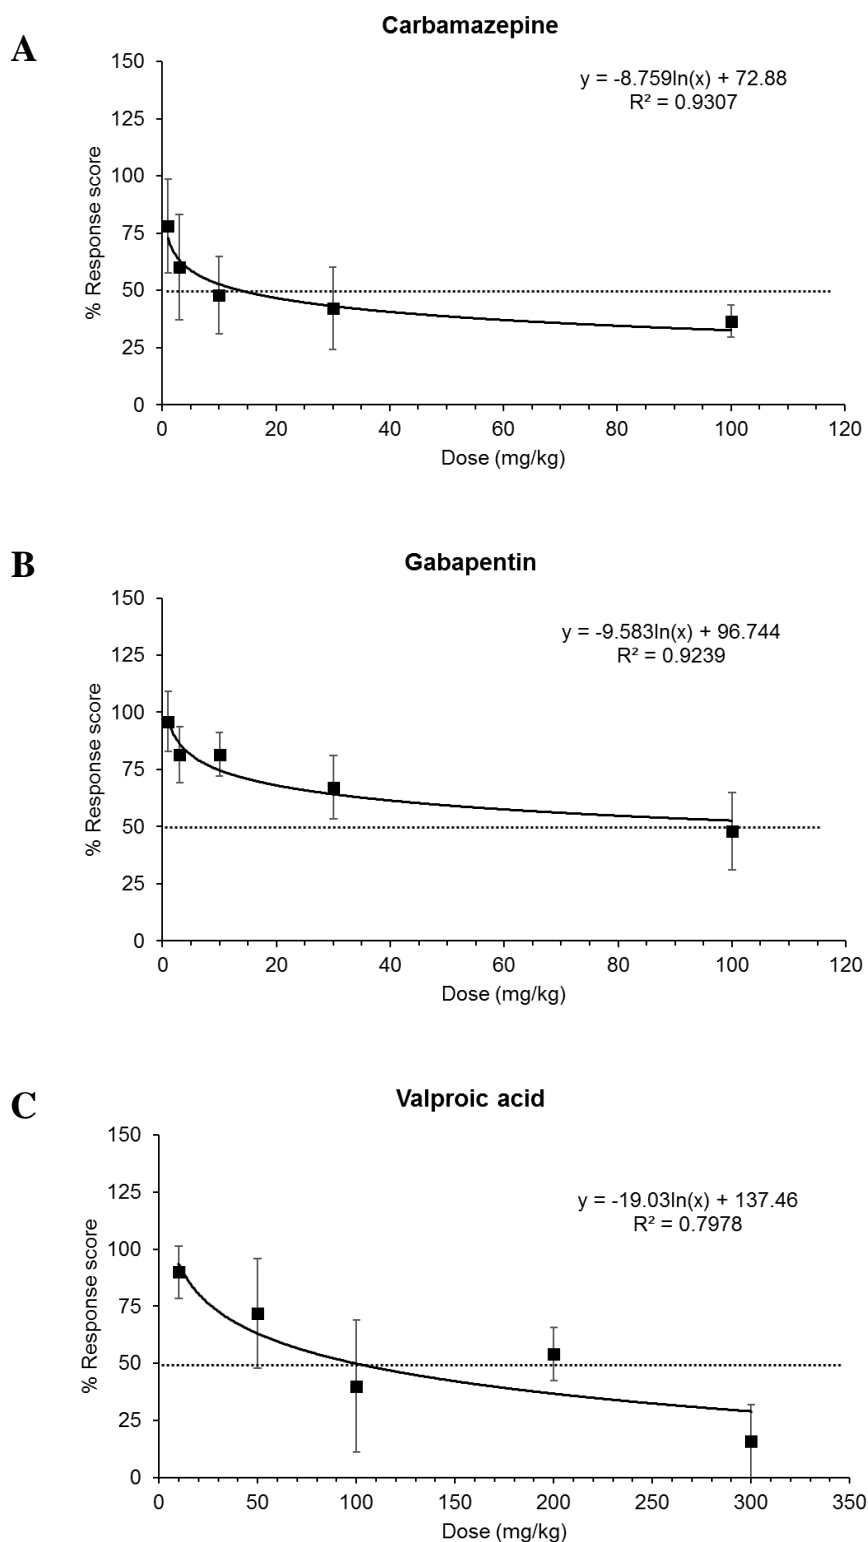 A
Carbamazepine
y = -8.759ln(x) + 72.88
R² = 0.9307
% Response score
150
125
100
75
50
25
0
0 20 40 60 80 100 120
Dose (mg/kg)
B
Gabapentin
y = -9.583ln(x) + 96.744
R² = 0.9239
% Response score
150
125
100
75
50
25
0
0 20 40 60 80 100 120
Dose (mg/kg)
C
Valproic acid
y = -19.03ln(x) + 137.46
R² = 0.7978
% Response score
150
125
100
75
50
25
0
0 50 100 150 200 250 300 350
Dose (mg/kg)